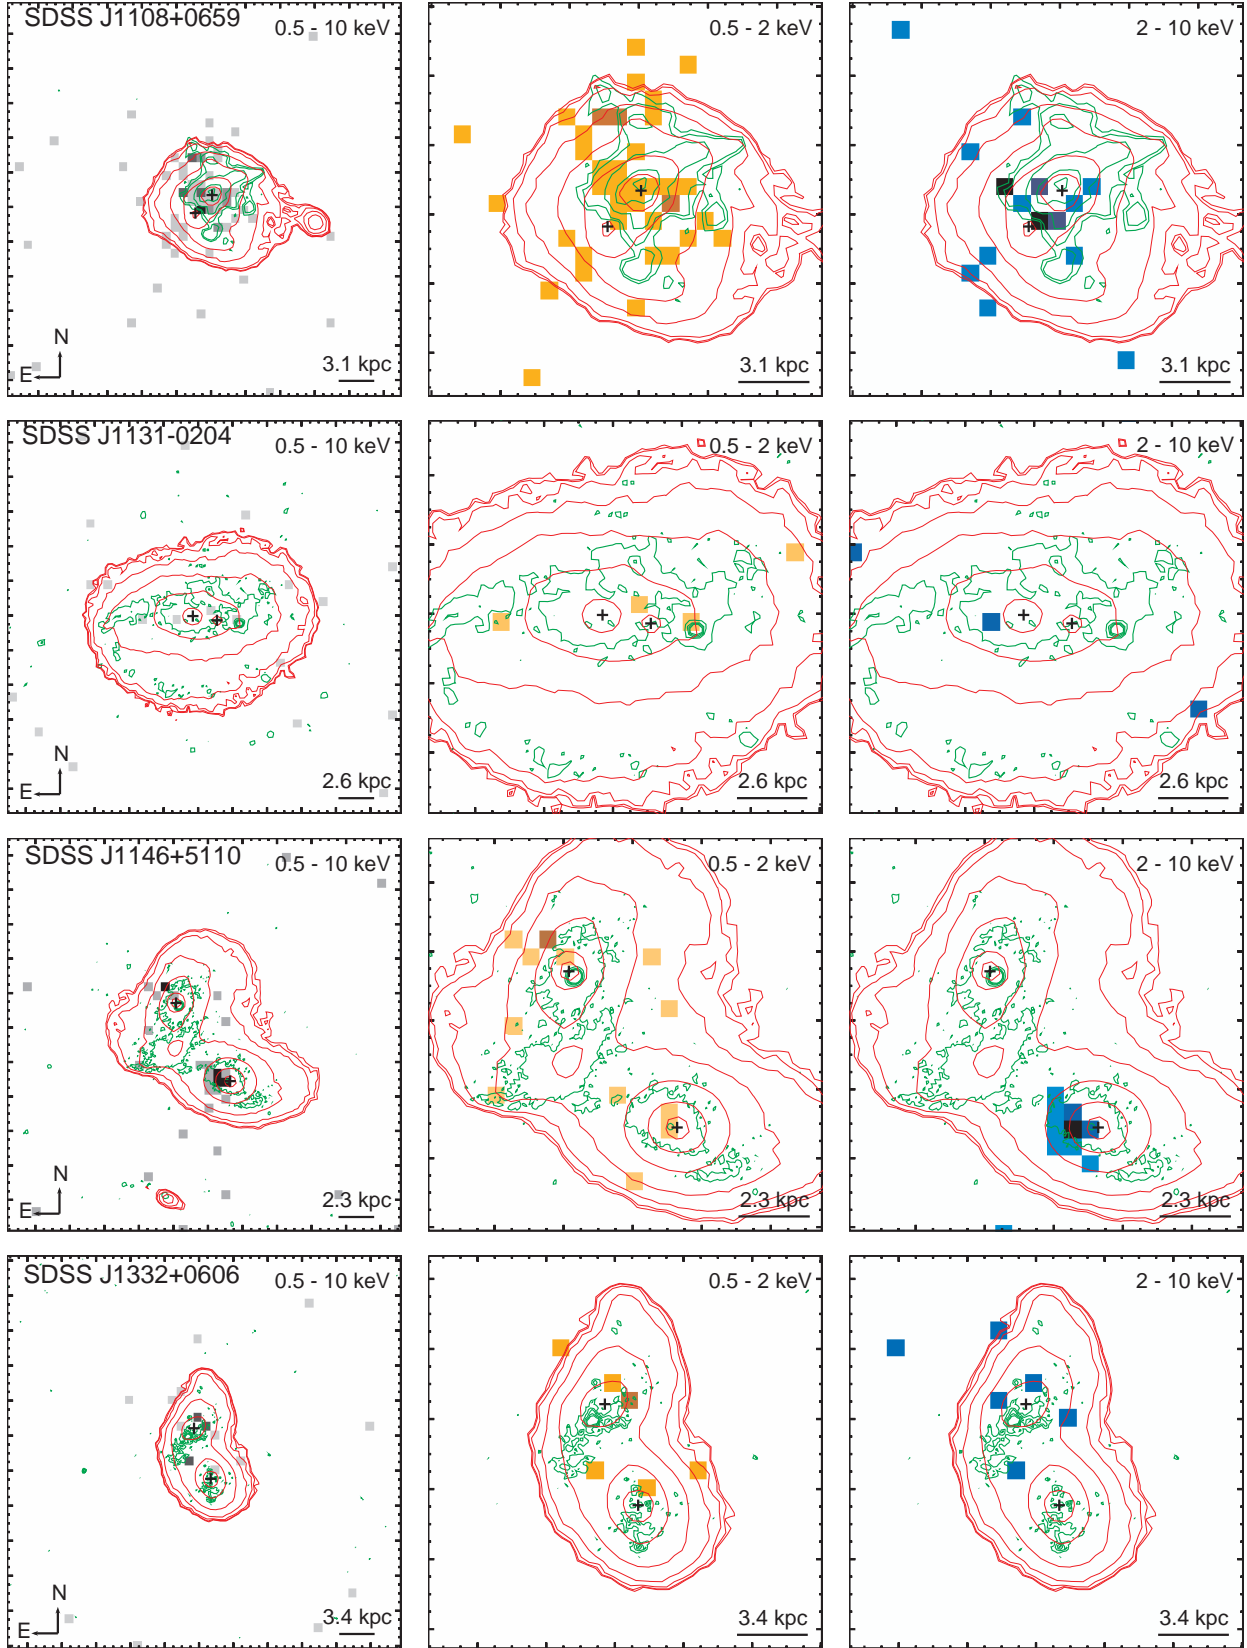 SDSS J1108+0659
0.5 - 10 keV
0.5 - 2 keV
2 - 10 keV
N
E
3.1 kpc
3.1 kpc
3.1 kpc
SDSS J1131-0204
0.5 - 10 keV
0.5 - 2 keV
2 - 10 keV
N
E
2.6 kpc
2.6 kpc
2.6 kpc
SDSS J1146+5110
0.5 - 10 keV
0.5 - 2 keV
2 - 10 keV
N
E
2.3 kpc
2.3 kpc
2.3 kpc
SDSS J1332+0606
0.5 - 10 keV
0.5 - 2 keV
2 - 10 keV
N
E
3.4 kpc
3.4 kpc
3.4 kpc